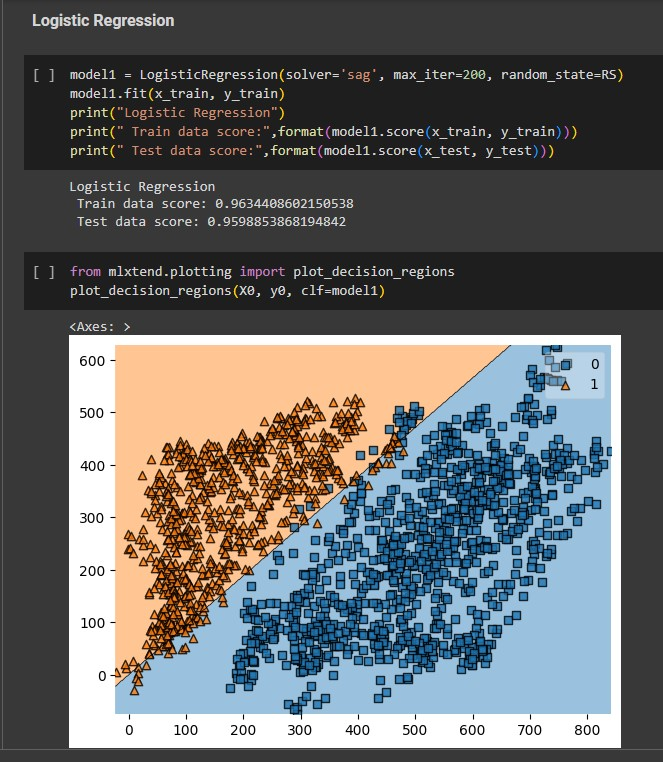 Logistic Regression
[ ] model1 = LogisticRegression(solver='sag', max_iter=200, random_state=RS)
model1.fit(x_train, y_train)
print("Logistic Regression")
print(" Train data score:",format(model1.score(x_train, y_train)))
print(" Test data score:",format(model1.score(x_test, y_test)))
Logistic Regression
 Train data score: 0.9634408602150538
 Test data score: 0.9598853868194842
[ ] from mlxtend.plotting import plot_decision_regions
plot_decision_regions(X0, y0, clf=model1)
<Axes: >
600
500
400
300
200
100
0
0
1
0 100 200 300 400 500 600 700 800